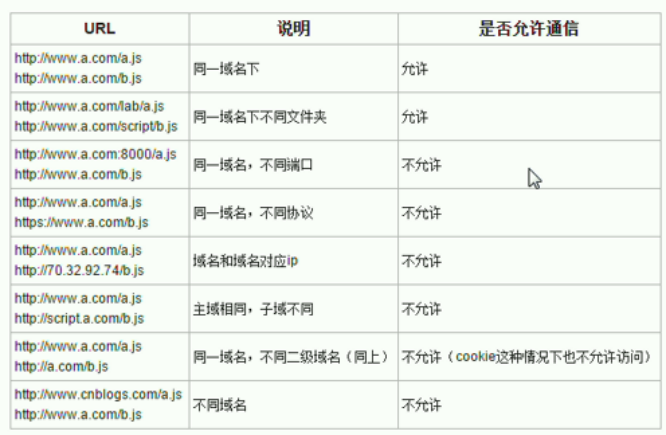 URL 说明 是否允许通信
http://www.a.com/a.js
http://www.a.com/b.js
同一域名下
允许
http://www.a.com/lab/a.js
http://www.a.com/script/b.js
同一域名下不同文件夹
允许
http://www.a.com:8000/a.js
http://www.a.com/b.js
同一域名，不同端口
不允许
http://www.a.com/a.js
https://www.a.com/b.js
同一域名，不同协议
不允许
http://www.a.com/a.js
http://70.32.92.74/b.js
域名和域名对应ip
不允许
http://www.a.com/a.js
http://script.a.com/b.js
主域相同，子域不同
不允许
http://www.a.com/a.js
http://a.com/b.js
同一域名，不同二级域名（同上）
不允许（cookie这种情况下也不允许访问）
http://www.cnblogs.com/a.js
http://www.a.com/b.js
不同域名
不允许